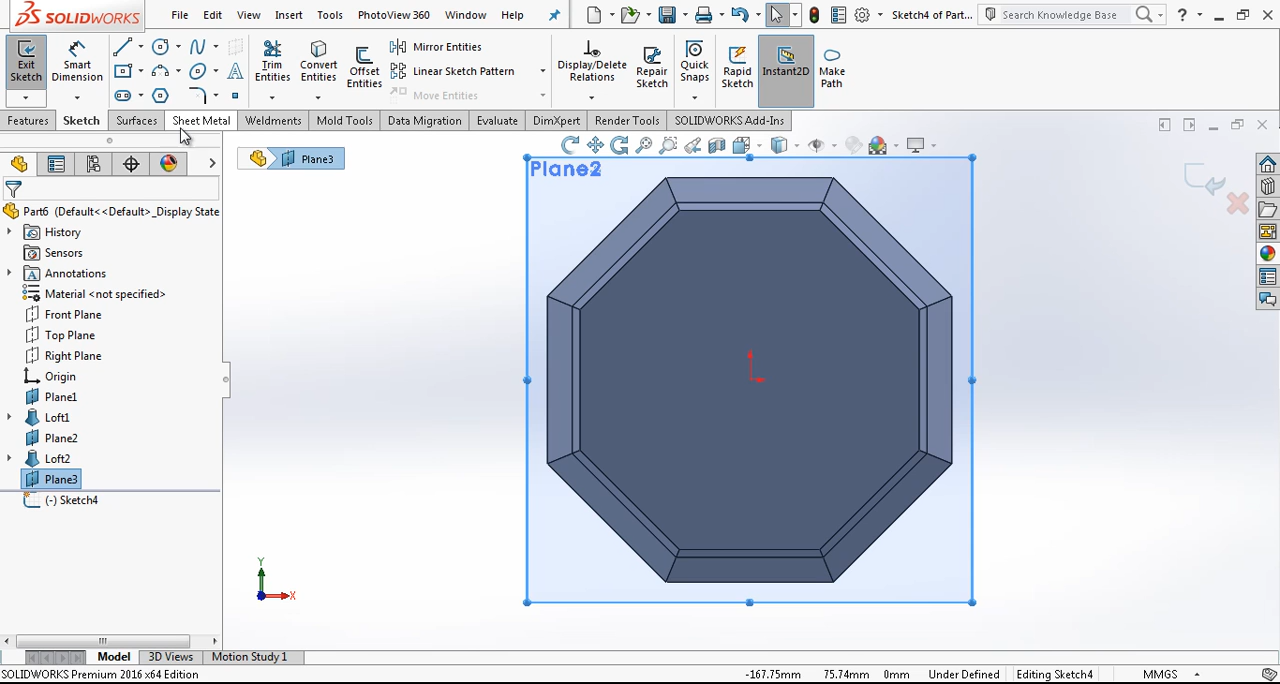 SOLIDWORKS File Edit View Insert Tools PhotoView 360 Window Help Sketch4 of Part... Search Knowledge Base ?
Exit Sketch Smart Dimension Trim Entities Convert Entities Offset Entities Mirror Entities Linear Sketch Pattern Move Entities Display/Delete Relations Repair Sketch Quick Snaps Rapid Sketch Instant2D Make Path
Features Sketch Surfaces Sheet Metal Weldments Mold Tools Data Migration Evaluate DimXpert Render Tools SOLIDWORKS Add-Ins
Plane3
Plane2
Part6 (Default<<Default>_Display State
History
Sensors
Annotations
Material <not specified>
Front Plane
Top Plane
Right Plane
Origin
Plane1
Loft1
Plane2
Loft2
Plane3
(-) Sketch4
Y
X
Model 3D Views Motion Study 1
SOLIDWORKS Premium 2016 x64 Edition -167.75mm 75.74mm 0mm Under Defined Editing Sketch4 MMGS